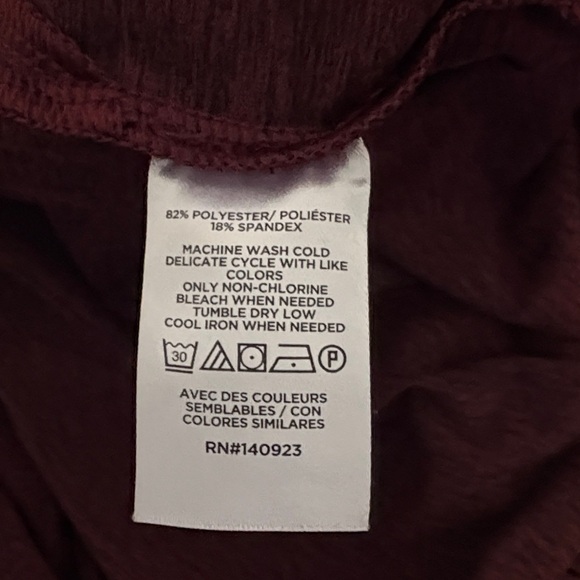 82% POLYESTER/ POLIÉSTER
18% SPANDEX
MACHINE WASH COLD
DELICATE CYCLE WITH LIKE
COLORS
ONLY NON-CHLORINE
BLEACH WHEN NEEDED
TUMBLE DRY LOW
COOL IRON WHEN NEEDED
30 P
AVEC DES COULEURS
SEMBLABLES / CON
COLORES SIMILARES
RN#140923